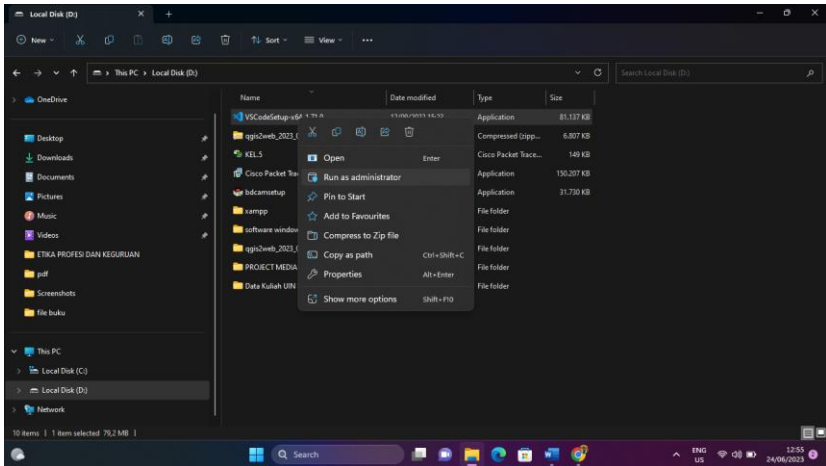 Local Disk (D:)
New
Sort
View
This PC > Local Disk (D:)
Search Local Disk (D:)
OneDrive
Desktop
Downloads
Documents
Pictures
Music
Videos
ETIKA PROFESI DAN KEGURUAN
pdf
Screenshots
file buku
This PC
Local Disk (C:)
Local Disk (D:)
Network
Name Date modified Type Size
VSCodeSetup-x64-1.71.0 Application 81.137 KB
qgis2web_2023_ Compressed (zipp... 6.807 KB
KEL.5 Cisco Packet Trace... 149 KB
Cisco Packet Application 150.207 KB
bdcamsetup Application 31.730 KB
xampp File folder
software window File folder
qgis2web_2023_ File folder
PROJECT MEDIA File folder
Data Kuliah UIN File folder
Open Enter
Run as administrator
Pin to Start
Add to Favourites
Compress to Zip file
Copy as path Ctrl+Shift+C
Properties Alt+Enter
Show more options Shift+F10
10 items | 1 item selected 79,2 MB |
Search
ENG
US
12:55
24/06/2023